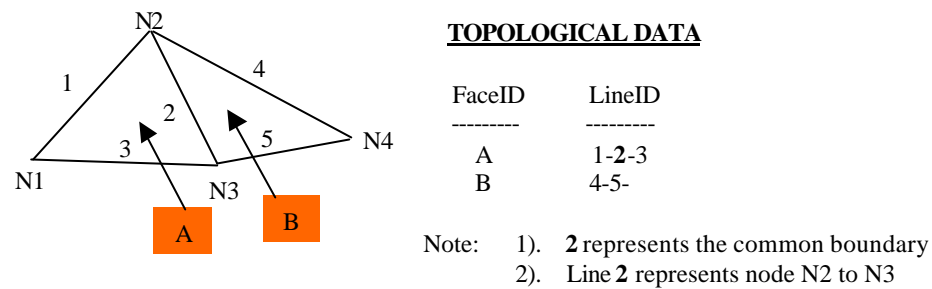 N2
TOPOLOGICAL DATA
1
4
FaceID LineID
--------- ---------
2
5
N4
3
A 1-2-3
N1
N3
B 4-5-
A
B
Note: 1). 2 represents the common boundary
2). Line 2 represents node N2 to N3